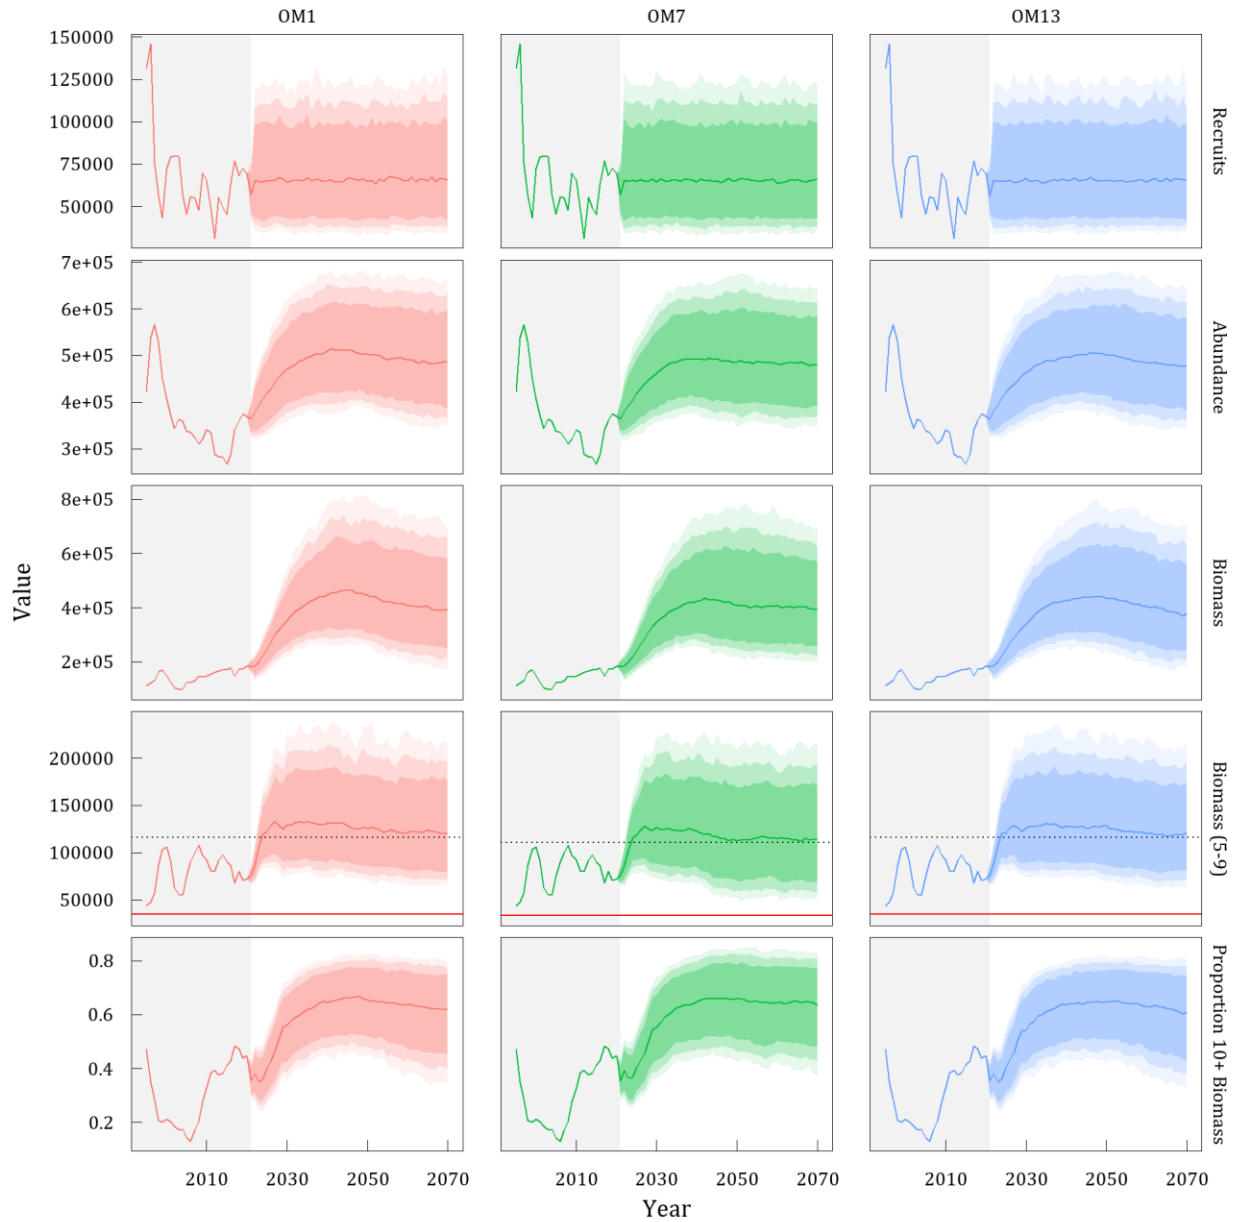 OM1 OM7 OM13
150000
125000
100000
75000
50000
Recruits
7e+05
6e+05
5e+05
4e+05
3e+05
Abundance
8e+05
6e+05
4e+05
2e+05
Biomass
Value
200000
150000
100000
50000
Biomass (5-9)
0.8
0.6
0.4
0.2
Proportion 10+ Biomass
2010 2030 2050 2070 2010 2030 2050 2070 2010 2030 2050 2070
Year